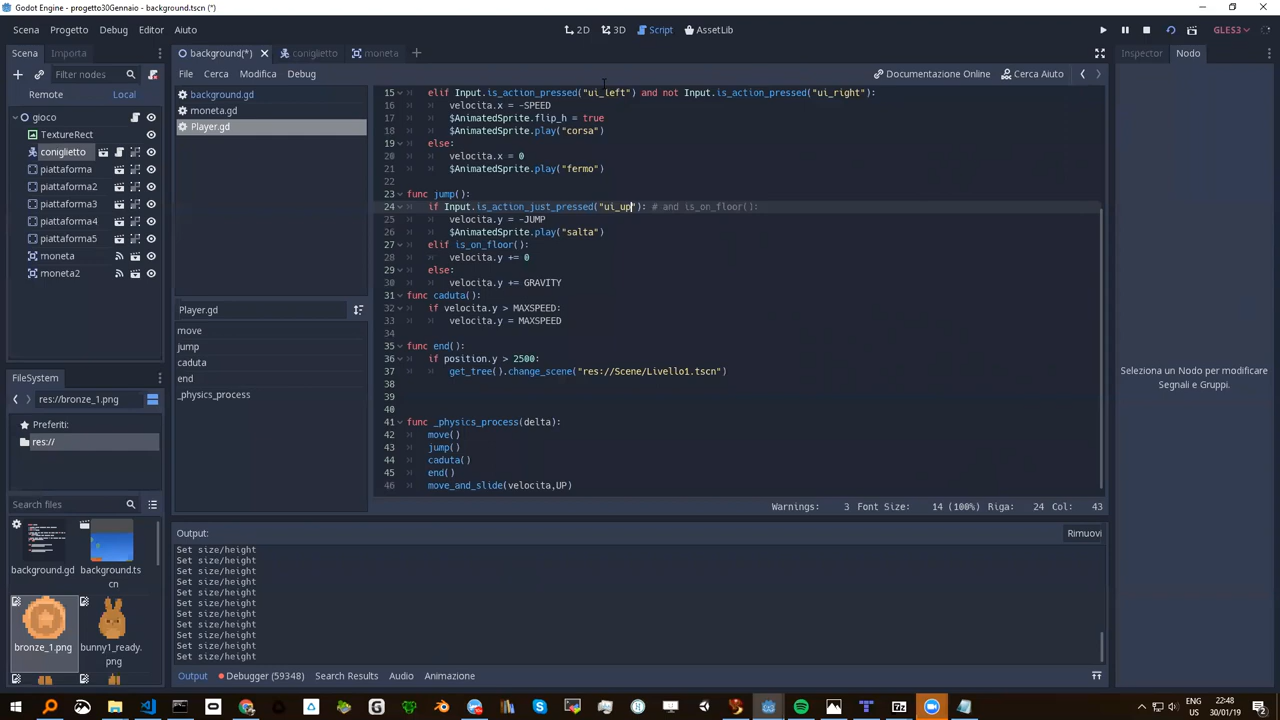 Godot Engine - progetto30Gennaio - background.tscn (*)
Scena Progetto Debug Editor Aiuto
2D 3D Script AssetLib
GLES3
Scena Importa
background(*) coniglietto moneta
Inspector Nodo
Filter nodes
File Cerca Modifica Debug
Documentazione Online Cerca Aiuto
Remote Local
gioco
TextureRect
coniglietto
piattaforma
piattaforma2
piattaforma3
piattaforma4
piattaforma5
moneta
moneta2
background.gd
moneta.gd
Player.gd
Player.gd
move
jump
caduta
end
_physics_process
15 elif Input.is_action_pressed("ui_left") and not Input.is_action_pressed("ui_right"):
16 velocita.x = -SPEED
17 $AnimatedSprite.flip_h = true
18 $AnimatedSprite.play("corsa")
19 else:
20 velocita.x = 0
21 $AnimatedSprite.play("fermo")
22
23 func jump():
24 if Input.is_action_just_pressed("ui_up"): # and is_on_floor():
25 velocita.y = -JUMP
26 $AnimatedSprite.play("salta")
27 elif is_on_floor():
28 velocita.y += 0
29 else:
30 velocita.y += GRAVITY
31 func caduta():
32 if velocita.y > MAXSPEED:
33 velocita.y = MAXSPEED
34
35 func end():
36 if position.y > 2500:
37 get_tree().change_scene("res://Scene/Livello1.tscn")
38
39
40
41 func _physics_process(delta):
42 move()
43 jump()
44 caduta()
45 end()
46 move_and_slide(velocita,UP)
Warnings: 3 Font Size: 14 (100%) Riga: 24 Col: 43
Seleziona un Nodo per modificare
Segnali e Gruppi.
FileSystem
res://bronze_1.png
Preferiti:
res://
Search files
background.gd
background.ts
cn
bronze_1.png
bunny1_ready.
png
Output:
Rimuovi
Set size/height
Set size/height
Set size/height
Set size/height
Set size/height
Set size/height
Set size/height
Set size/height
Set size/height
Set size/height
Set size/height
Output Debugger (59348) Search Results Audio Animazione
ENG
22:48
30/01/19
2